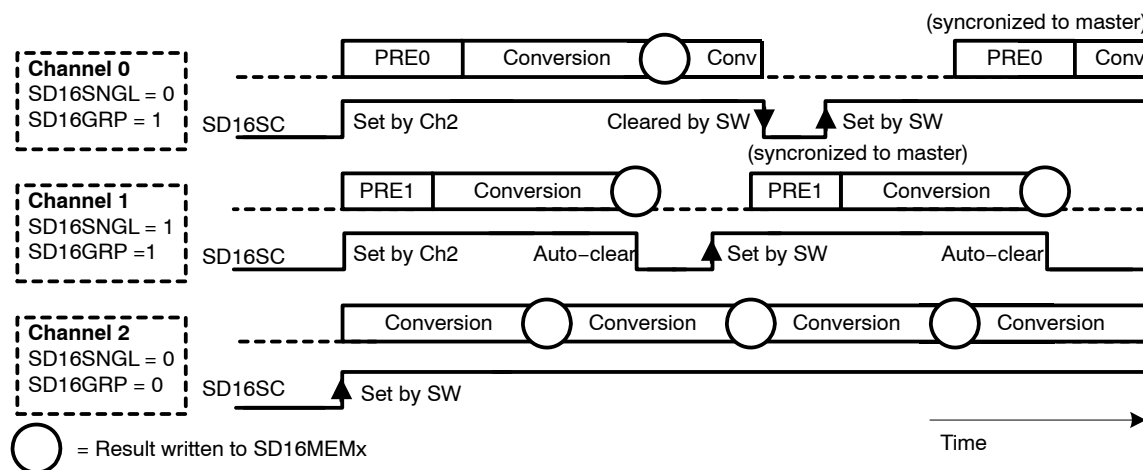 (syncronized to master)
PRE0 Conversion Conv PRE0 Conv
Channel 0
SD16SNGL = 0
SD16GRP = 1
SD16SC Set by Ch2 Cleared by SW Set by SW
(syncronized to master)
PRE1 Conversion PRE1 Conversion
Channel 1
SD16SNGL = 1
SD16GRP =1
SD16SC Set by Ch2 Auto−clear Set by SW Auto−clear
Conversion Conversion Conversion Conversion
Channel 2
SD16SNGL = 0
SD16GRP = 0
SD16SC Set by SW
= Result written to SD16MEMx
Time